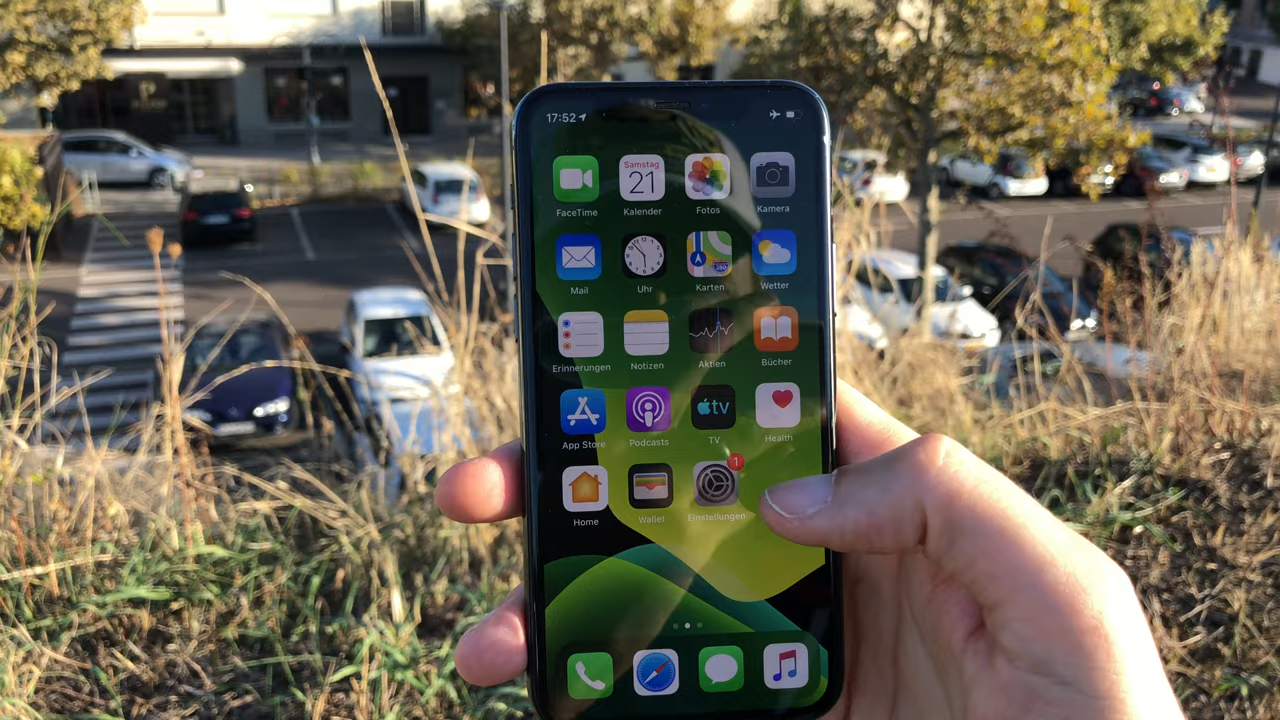 17:52
FaceTime
Samstag
21
Kalender
Fotos
Kamera
Mail
Uhr
280
Karten
Wetter
Erinnerungen
Notizen
Aktien
Bücher
App Store
Podcasts
tv
TV
Health
Home
Wallet
1
Einstellungen